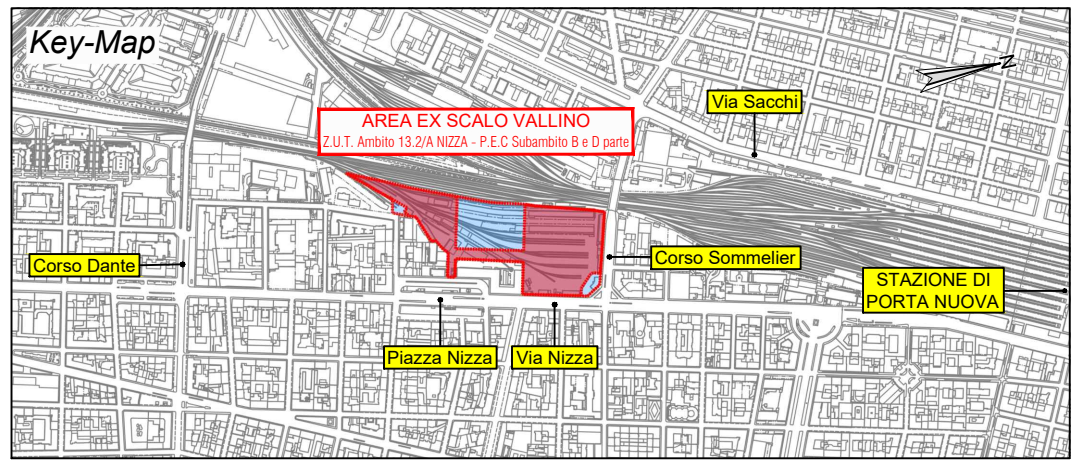 Key-Map
Z
AREA EX SCALO VALLINO
Z.U.T. Ambito 13.2/A NIZZA - P.E.C Subambito B e D parte
Via Sacchi
Corso Dante
Corso Sommelier
STAZIONE DI
PORTA NUOVA
Piazza Nizza
Via Nizza